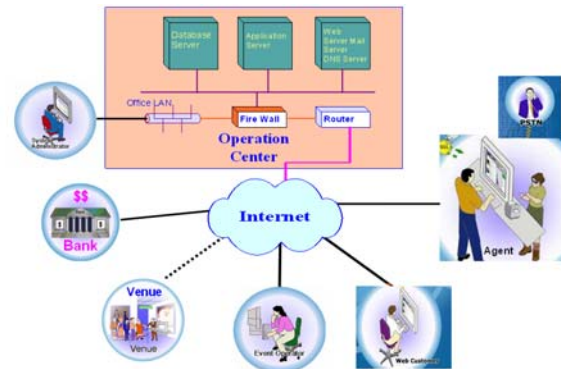 Database
Server
Application
Server
Web
Server Mail
Server
DNS Server
Office LAN
Fire Wall
Router
Operation
Center
Administrator
PSTN
$$
Bank
Internet
Agent
Venue
Venue
Event Operator
Web Customer